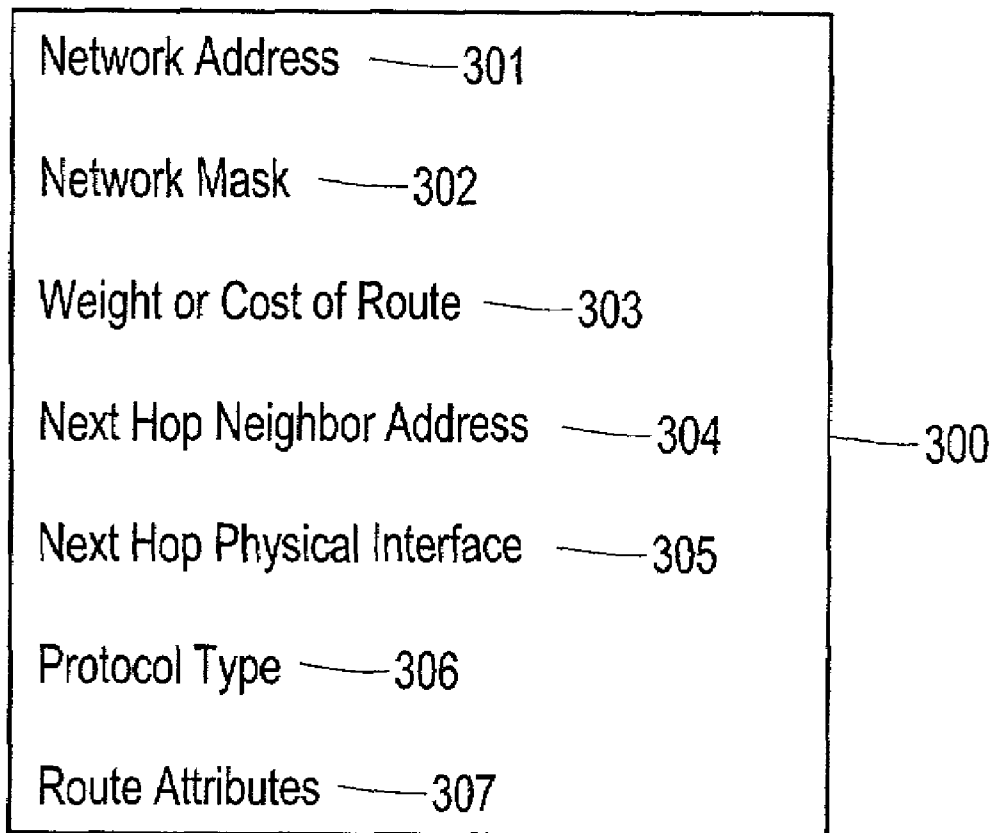 Network Address 301
Network Mask 302
Weight or Cost of Route 303
Next Hop Neighbor Address 304
300
Next Hop Physical Interface 305
Protocol Type 306
Route Attributes 307